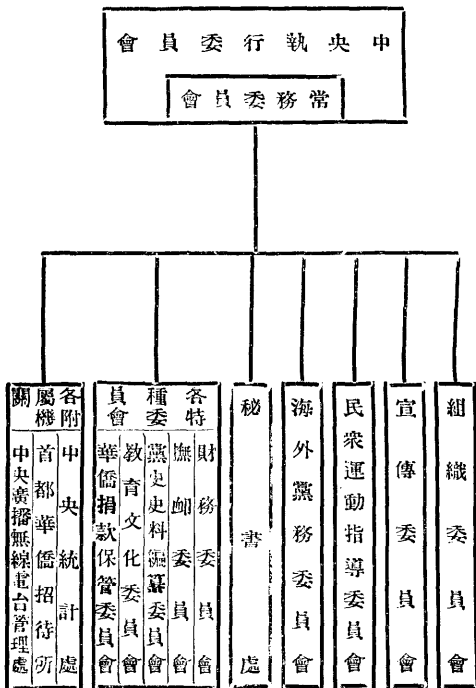 中央執行委員會
常務委員會
組織委員會
宣傳委員會
民衆運動指導委員會
海外黨務委員會
秘書處
各特種委員會
財務委員會
撫卹委員會
黨史史料編纂委員會
教育文化委員會
華僑捐款保管委員會
各附屬機關
中央統計處
首都華僑招待所
中央廣播無線電台管理處